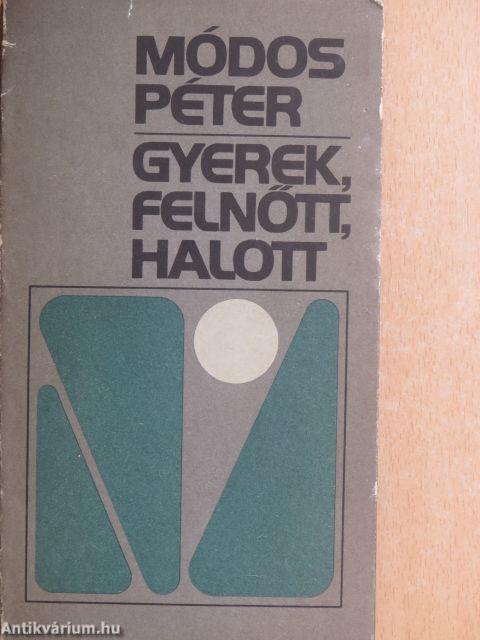 MÓDOS
PÉTER
GYEREK,
FELNŐTT,
HALOTT
Antikvárium.hu